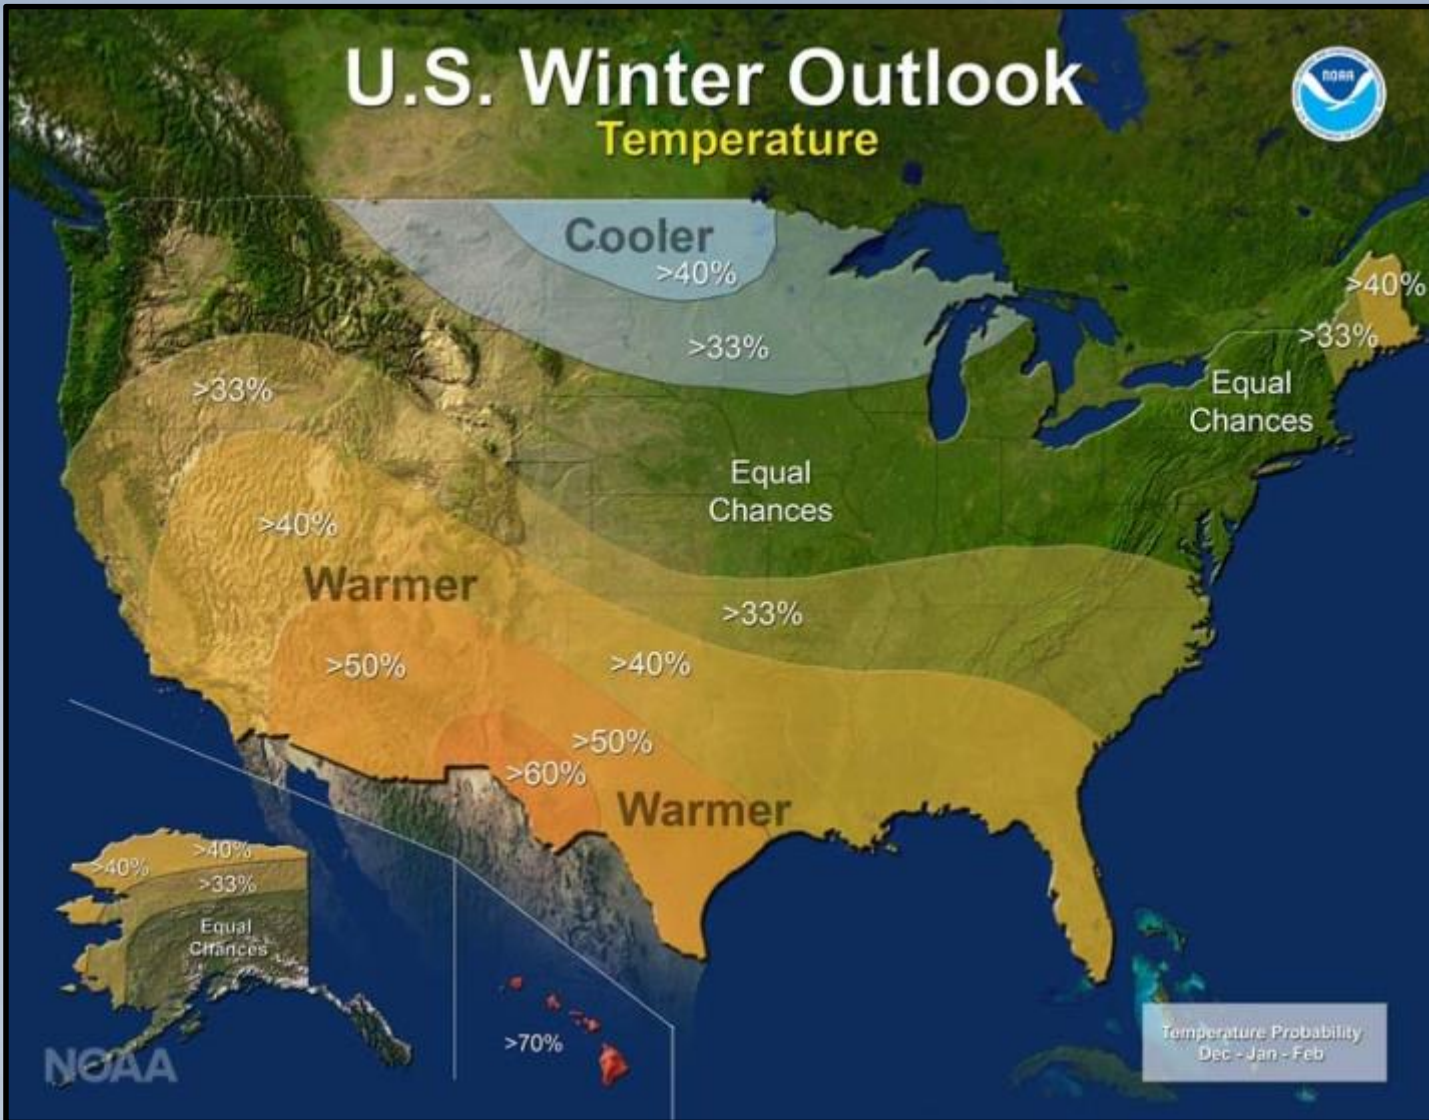 U.S. Winter Outlook
Temperature
NOAA
Cooler
>40%
>33%
>40%
>33%
Equal
Chances
>33%
Equal
Chances
>40%
Warmer
>33%
>40%
>50%
>50%
>60%
Warmer
>40%
>40%
>33%
Equal
Chances
>70%
Temperature Probability
Dec - Jan - Feb
NOAA